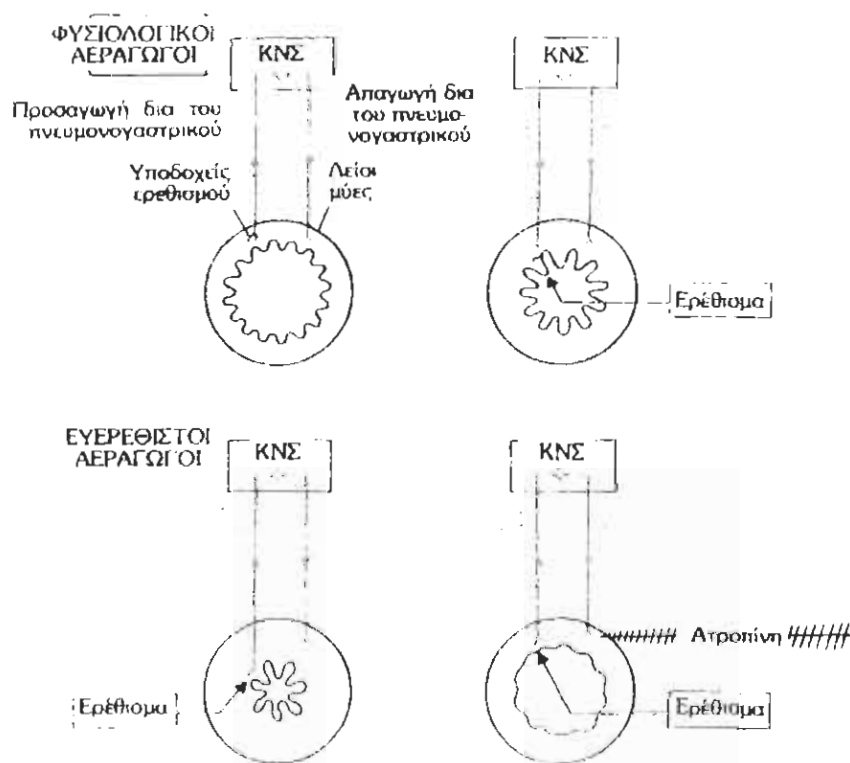 ΦΥΣΙΟΛΟΓΙΚΟΙ
ΑΕΡΑΓΩΓΟΙ
ΚΝΣ
ΚΝΣ
Προσαγωγή δια του
πνευμονογαστρικού
Απαγωγή δια
του πνευμο-
νογαστρικού
Υποδοχείς
ερεθισμού
Λείοι
μύες
Ερέθισμα
ΕΥΕΡΕΘΙΣΤΟΙ
ΑΕΡΑΓΩΓΟΙ
ΚΝΣ
ΚΝΣ
Ατροπίνη
Ερέθισμα
Ερέθισμα